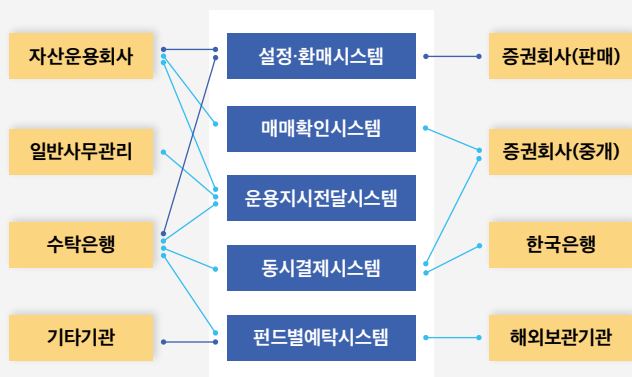 자산운용회사
설정·환매시스템
증권회사(판매)
매매확인시스템
일반사무관리
증권회사(중개)
운용지시전달시스템
수탁은행
한국은행
동시결제시스템
기타기관
펀드별예탁시스템
해외보관기관